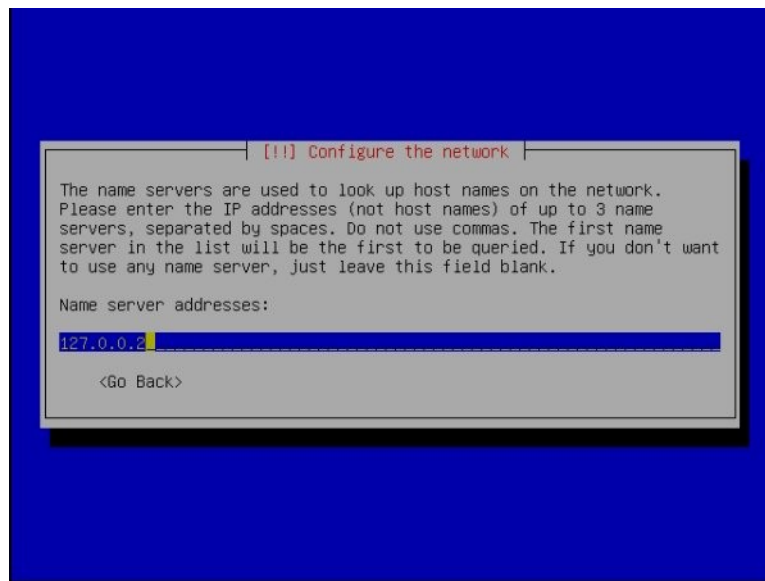 [!!] Configure the network
The name servers are used to look up host names on the network.
Please enter the IP addresses (not host names) of up to 3 name
servers, separated by spaces. Do not use commas. The first name
server in the list will be the first to be queried. If you don't want
to use any name server, just leave this field blank.
Name server addresses:
127.0.0.2
<Go Back>